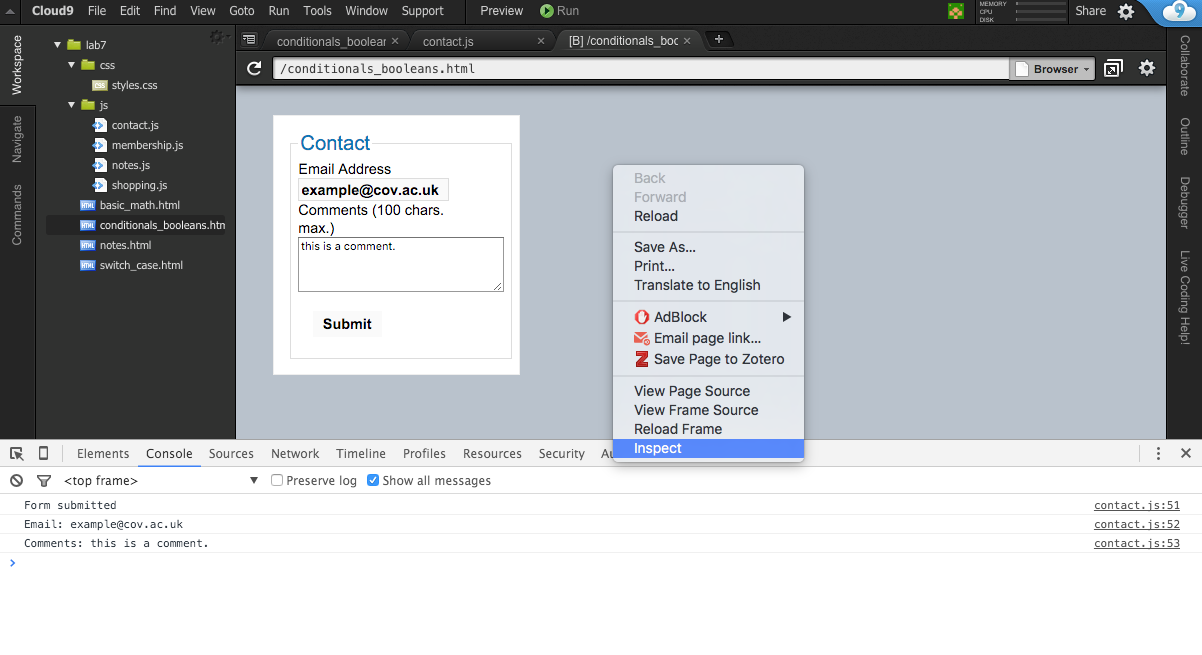 Cloud9 File Edit Find View Goto Run Tools Window Support Preview Run MEMORY CPU DISK Share
Workspace
Navigate
Commands
lab7
css
styles.css
js
contact.js
membership.js
notes.js
shopping.js
basic_math.html
conditionals_booleans.htm
notes.html
switch_case.html
conditionals_boolear × contact.js × [B] /conditionals_boc × +
/conditionals_booleans.html Browser
Contact
Email Address
example@cov.ac.uk
Comments (100 chars.
max.)
this is a comment.
Submit
Back
Forward
Reload
Save As...
Print...
Translate to English
AdBlock
Email page link...
Save Page to Zotero
View Page Source
View Frame Source
Reload Frame
Inspect
Collaborate
Outline
Debugger
Live Coding Help!
Elements Console Sources Network Timeline Profiles Resources Security Au
<top frame> Preserve log Show all messages
Form submitted contact.js:51
Email: example@cov.ac.uk contact.js:52
Comments: this is a comment. contact.js:53
>